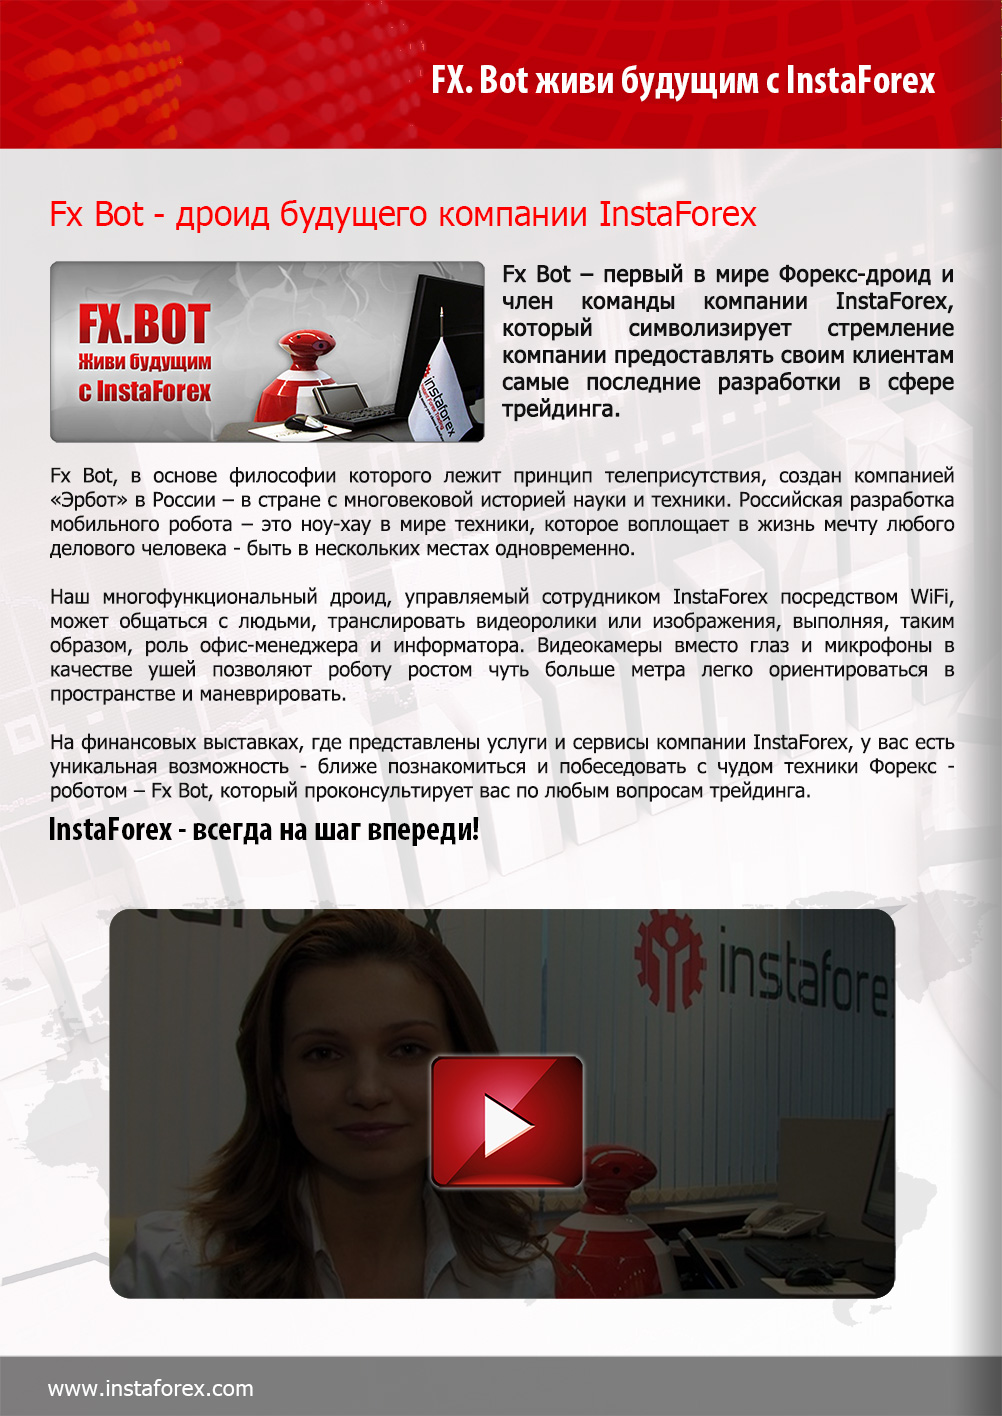 FX. Bot живи будущим с InstaForex
Fx Bot - дроид будущего компании InstaForex
FX.BOT
Живи будущим
с InstaForex
instaforex
Fx Bot – первый в мире Форекс-дроид и
член команды компании InstaForex,
который символизирует стремление
компании предоставлять своим клиентам
самые последние разработки в сфере
трейдинга.
Fx Bot, в основе философии которого лежит принцип телеприсутствия, создан компанией
«Эрбот» в России – в стране с многовековой историей науки и техники. Российская разработка
мобильного робота – это ноу-хау в мире техники, которое воплощает в жизнь мечту любого
делового человека - быть в нескольких местах одновременно.
Наш многофункциональный дроид, управляемый сотрудником InstaForex посредством WiFi,
может общаться с людьми, транслировать видеоролики или изображения, выполняя, таким
образом, роль офис-менеджера и информатора. Видеокамеры вместо глаз и микрофоны в
качестве ушей позволяют роботу ростом чуть больше метра легко ориентироваться в
пространстве и маневрировать.
На финансовых выставках, где представлены услуги и сервисы компании InstaForex, у вас есть
уникальная возможность - ближе познакомиться и побеседовать с чудом техники Форекс -
роботом – Fx Bot, который проконсультирует вас по любым вопросам трейдинга.
InstaForex - всегда на шаг впереди!
instaforex
www.instaforex.com